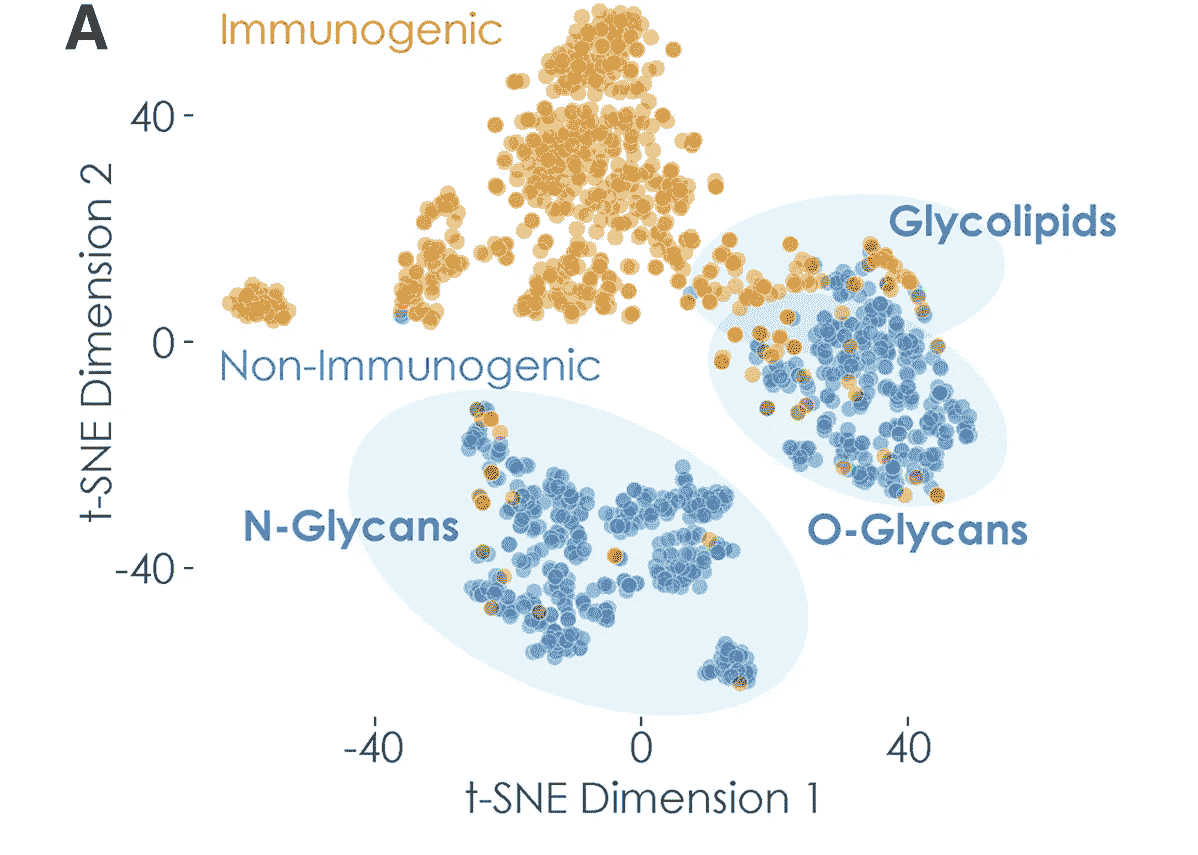 A
Immunogenic
40
Glycolipids
t-SNE Dimension 2
0
Non-Immunogenic
N-Glycans
O-Glycans
-40
-40 0 40
t-SNE Dimension 1